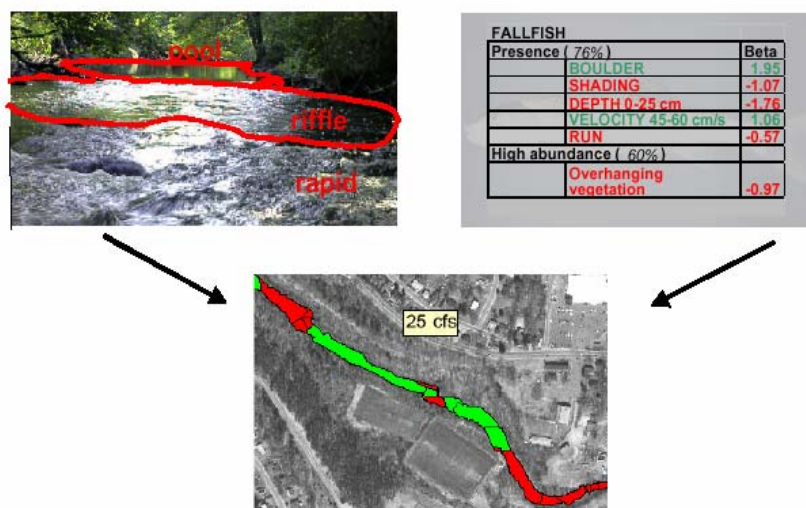 pool
riffle
rapid
FALLFISH
Presence ( 76%) Beta
BOULDER 1.95
SHADING -1.07
DEPTH 0-25 cm -1.76
VELOCITY 45-60 cm/s 1.06
RUN -0.57
High abundance ( 60%)
Overhanging
vegetation -0.97
25 cfs